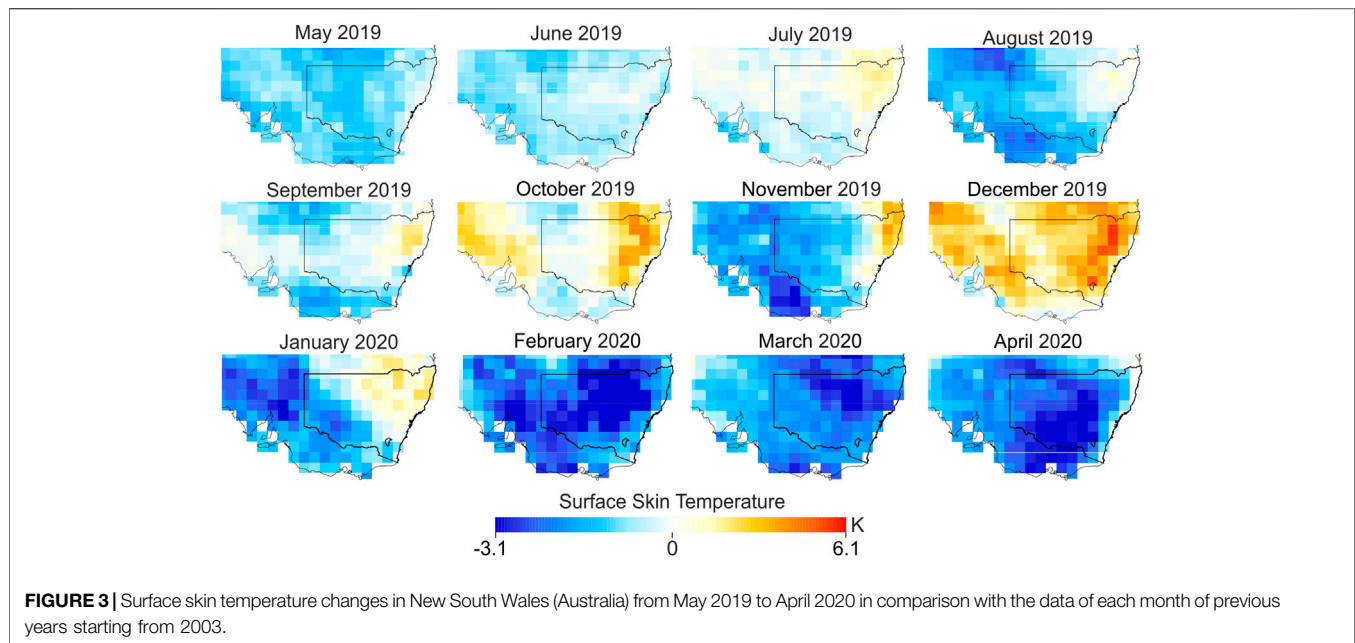 May 2019
June 2019
July 2019
August 2019
September 2019
October 2019
November 2019
December 2019
January 2020
February 2020
March 2020
April 2020
Surface Skin Temperature
K
-3.1
0
6.1
FIGURE 3 | Surface skin temperature changes in New South Wales (Australia) from May 2019 to April 2020 in comparison with the data of each month of previous
years starting from 2003.